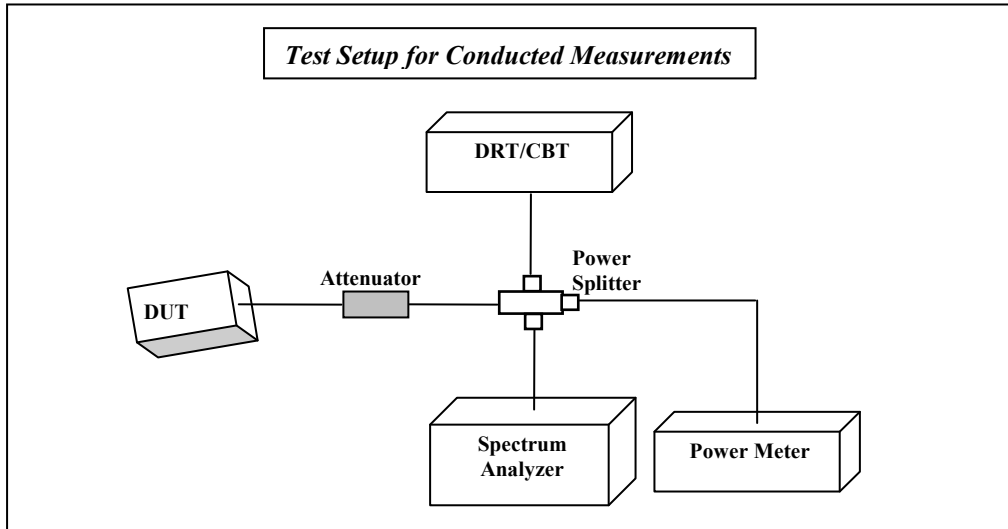 Test Setup for Conducted Measurements
DRT/CBT
Power
Splitter
Attenuator
DUT
Spectrum
Analyzer
Power Meter